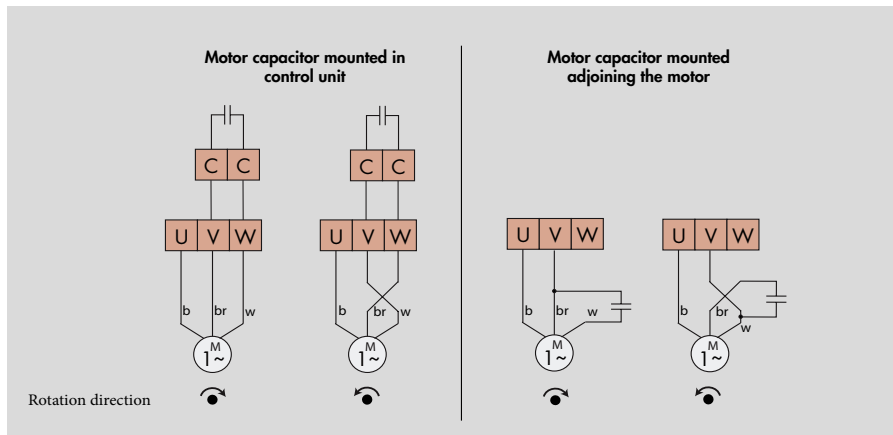 Motor capacitor mounted in
control unit
C C
U V W
b br w
M
1~
C C
U V W
b br w
M
1~
Motor capacitor mounted
adjoining the motor
U V W
b br w
M
1~
U V W
b br w
M
1~
Rotation direction